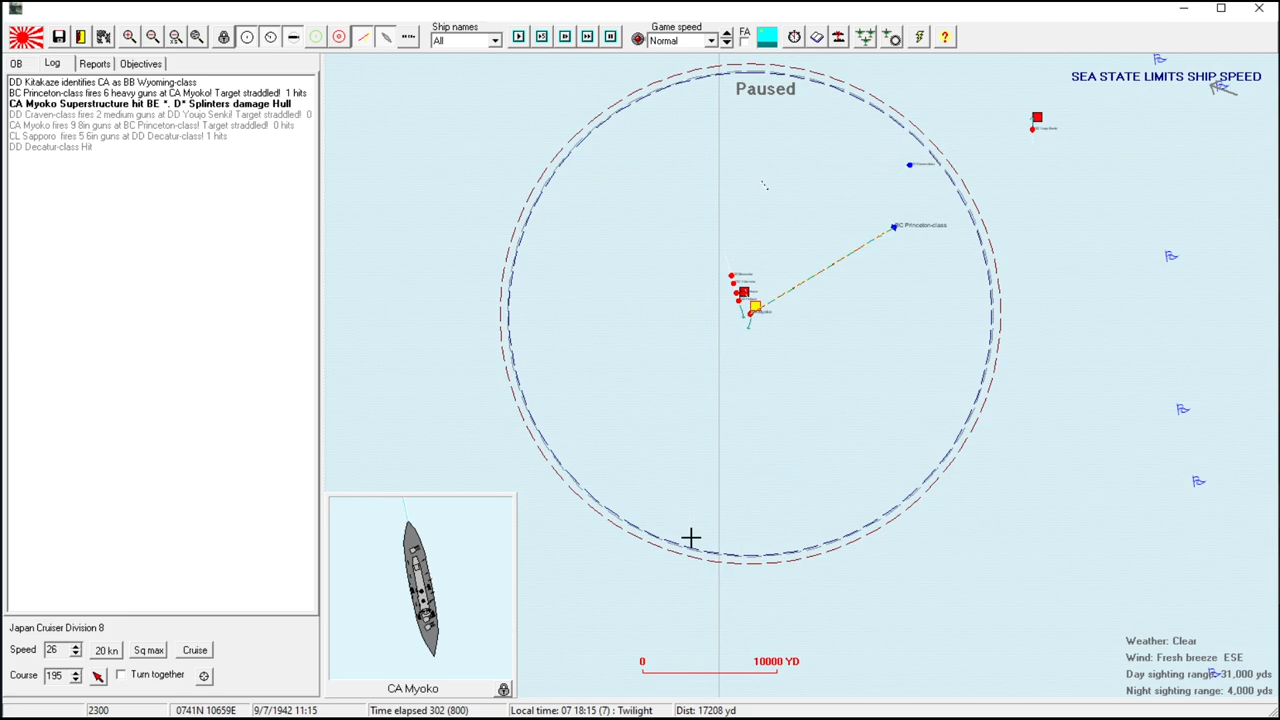 Ship names
All
Game speed
Normal
FA
?
OB
Log
Reports
Objectives
DD Kitakaze identifies CA as BB Wyoming-class
BC Princeton-class fires 6 heavy guns at CA Myoko! Target straddled! 1 hits
CA Myoko Superstructure hit BE *. D* Splinters damage Hull
DD Craven-class fires 2 medium guns at DD Youjo Senki! Target straddled! 0
CA Myoko fires 9 8in guns at BC Princeton-class! Target straddled! 0 hits
CL Sapporo fires 5 6in guns at DD Decatur-class! 1 hits
DD Decatur-class Hit
Paused
SEA STATE LIMITS SHIP SPEED
BC Princeton-class
Japan Cruiser Division 8
Speed 26 20 kn Sq max Cruise
Course 195 Turn together
CA Myoko
0 10000 YD
Weather: Clear
Wind: Fresh breeze ESE
Day sighting range: 31,000 yds
Night sighting range: 4,000 yds
2300 0741N 10659E 9/7/1942 11:15 Time elapsed 302 (800) Local time: 07 18:15 (7) : Twilight Dist: 17208 yd